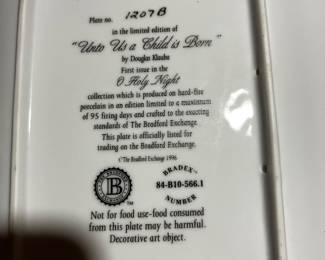 Plate no. 1207B
in the limited edition of
"Unto Us a Child is Born"
by Douglas Klauba
First issue in the
O Holy Night
collection which is produced on hard-fire
porcelain in an edition limited to a maximum
of 95 firing days and crafted to the exacting
standards of The Bradford Exchange.
This plate is officially listed for
trading on the Bradford Exchange.
©The Bradford Exchange 1996
B
TM
BRADEX™
84-B10-566.1
NUMBER
Not for food use-food consumed
from this plate may be harmful.
Decorative art object.